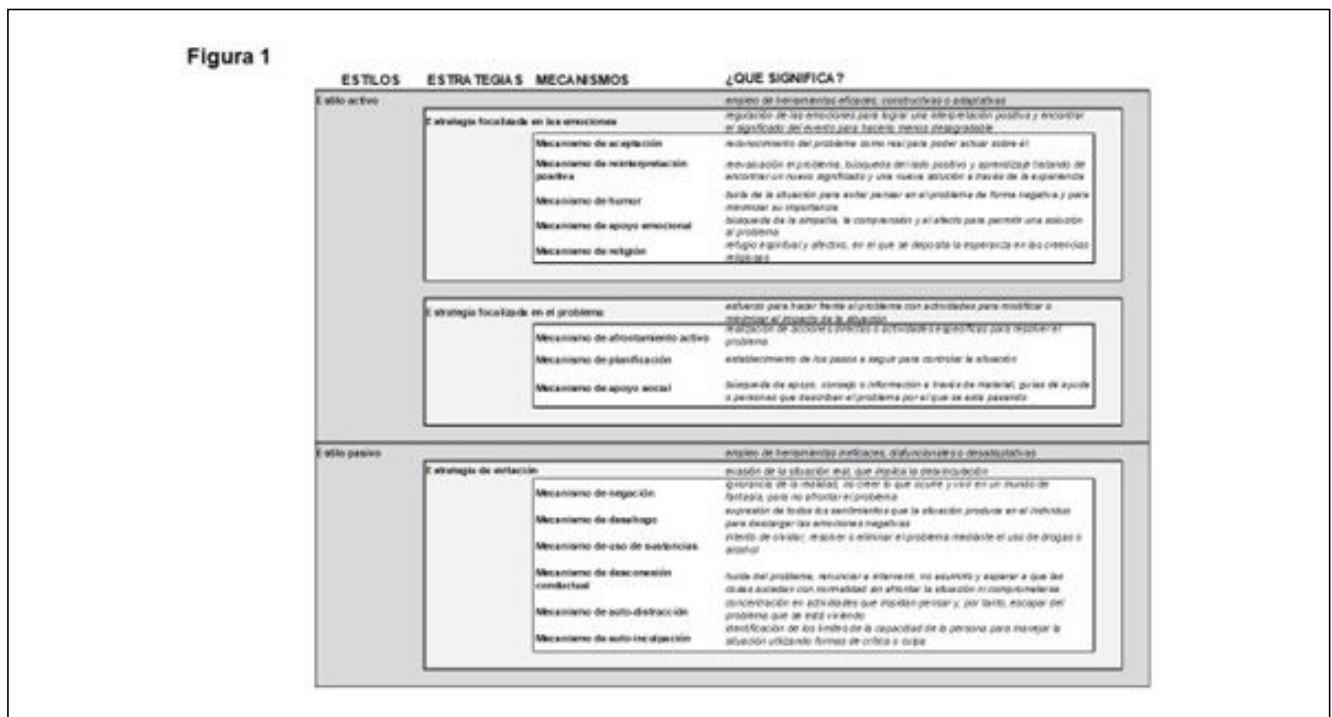 Figura 1
ESTILOS ESTRATEGIAS MECANISMOS ¿QUE SIGNIFICA?
Estilo activo empleo de herramientas eficaces, constructivas o adaptativas
regulación de las emociones para lograr una interpretación positiva y encontrar
Estrategia focalizada en las emociones el significado del evento para hacerlo menos desagradable
Mecanismo de aceptación reconocimiento del problema como real para poder actuar sobre él
Mecanismo de reinterpretación reevaluación el problema, búsqueda del lado positivo y aprendizaje tratando de
positiva encontrar un nuevo significado y una nueva solución a través de la experiencia
burla de la situación para evitar pensar en el problema de forma negativa y para
Mecanismo de humor minimizar su importancia
búsqueda de la simpatía, la comprensión y el afecto para permitir una solución
Mecanismo de apoyo emocional al problema
refugio espiritual y afectivo, en el que se deposita la esperanza en las creencias
Mecanismo de religión religiosas
esfuerzo para hacer frente al problema con actividades para modificar o
Estrategia focalizada en el problema minimizar el impacto de la situación
realización de acciones directas o actividades específicas para resolver el
Mecanismo de afrontamiento activo problema
Mecanismo de planificación establecimiento de los pasos a seguir para controlar la situación
búsqueda de apoyo, consejo o información a través de material, guías de ayuda
Mecanismo de apoyo social o personas que describan el problema por el que se está pasando
Estilo pasivo empleo de herramientas ineficaces, disfuncionales o desadaptativas
Estrategia de evitación evasión de la situación real, que implica la desvinculación
ignorancia de la realidad, no creer lo que ocurre y vivir en un mundo de
Mecanismo de negación fantasía, para no afrontar el problema
expresión de todos los sentimientos que la situación produce en el individuo
Mecanismo de desahogo para descargar las emociones negativas
intento de olvidar, resolver o eliminar el problema mediante el uso de drogas o
Mecanismo de uso de sustancias alcohol
Mecanismo de desconexión huida del problema, renunciar a intervenir, no asumirlo y esperar a que las
conductual cosas sucedan con normalidad sin afrontar la situación ni comprometerse
concentración en actividades que impidan pensar y, por tanto, escapar del
Mecanismo de auto-distracción problema que se está viviendo
identificación de los límites de la capacidad de la persona para manejar la
Mecanismo de auto-inculpación situación utilizando formas de crítica o culpa